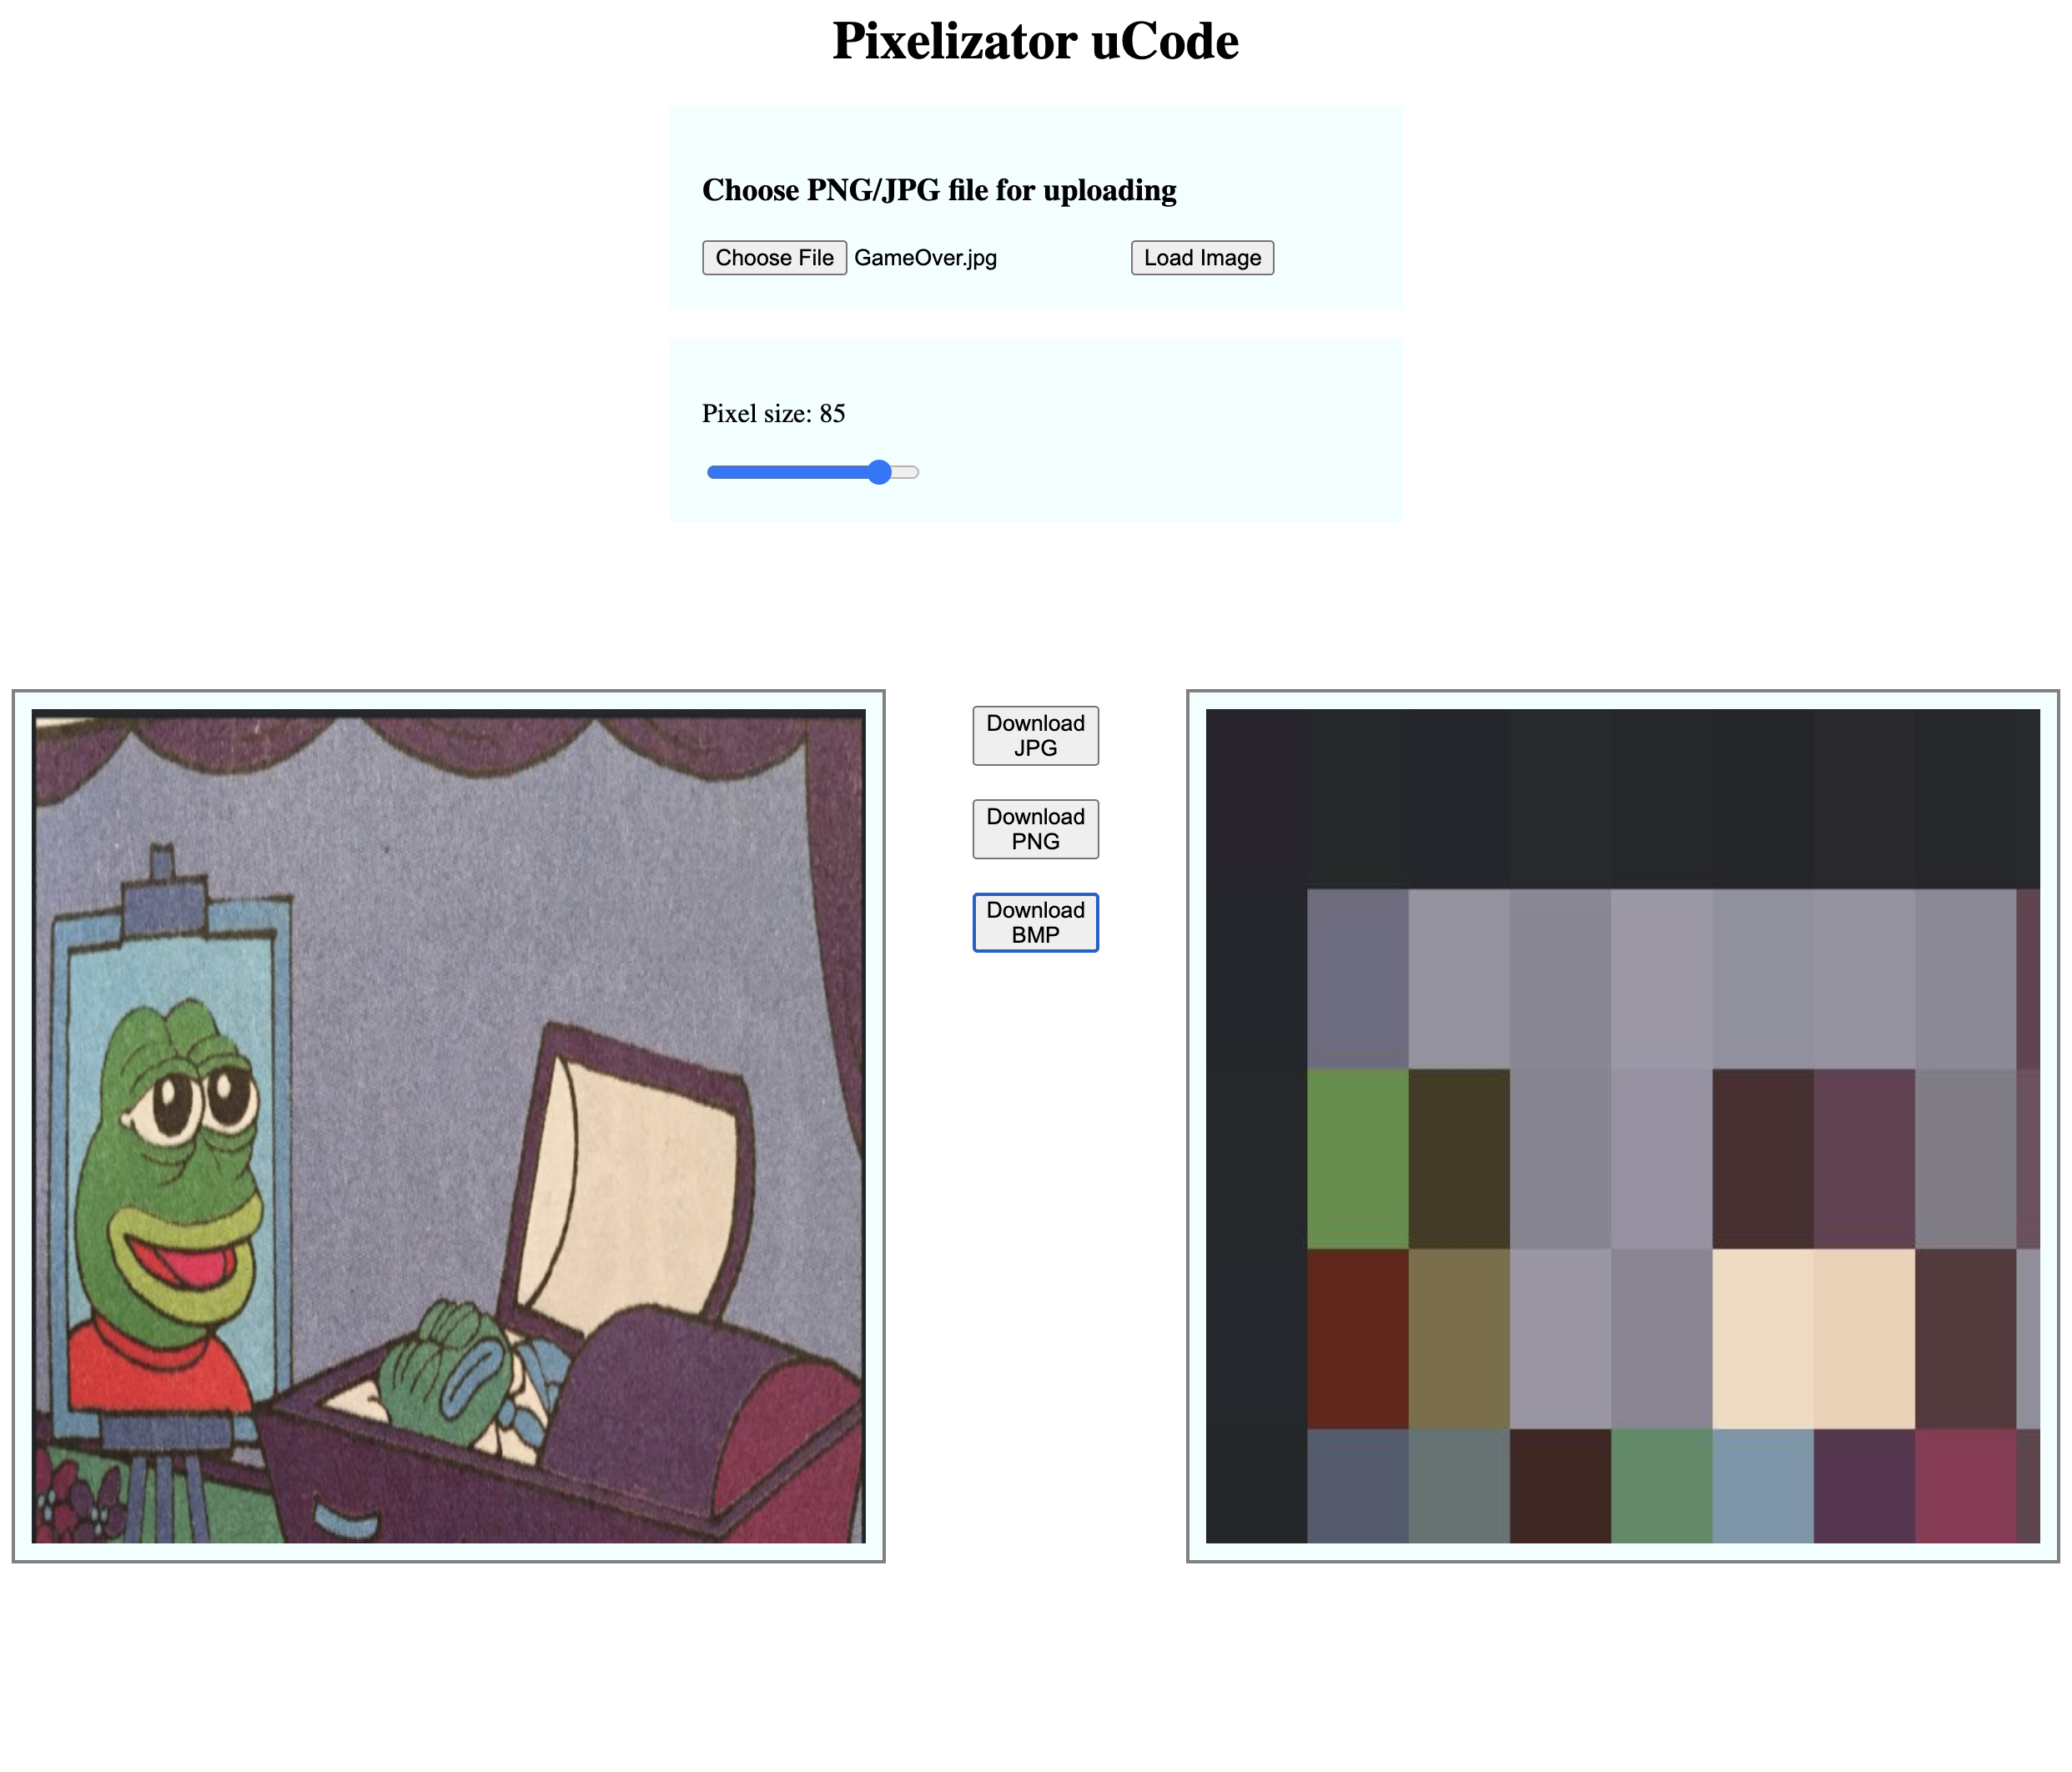 Pixelizator uCode
Choose PNG/JPG file for uploading
Choose File GameOver.jpg Load Image
Pixel size: 85
Download
JPG
Download
PNG
Download
BMP